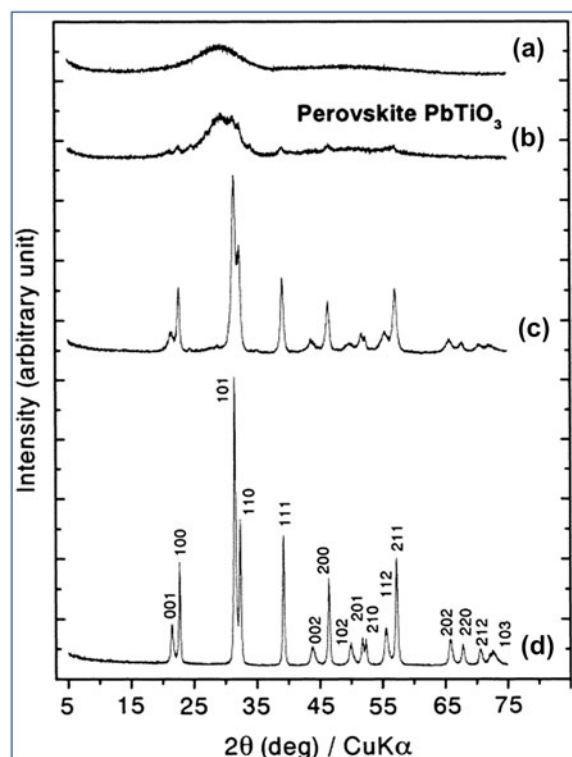 (a)
Perovskite PbTiO₃
(b)
(c)
101
110
111
211
100
200
001
002
102
201
210
112
202
220
212
103
(d)
5 15 25 35 45 55 65 75
2θ (deg) / CuKα
Intensity (arbitrary unit)